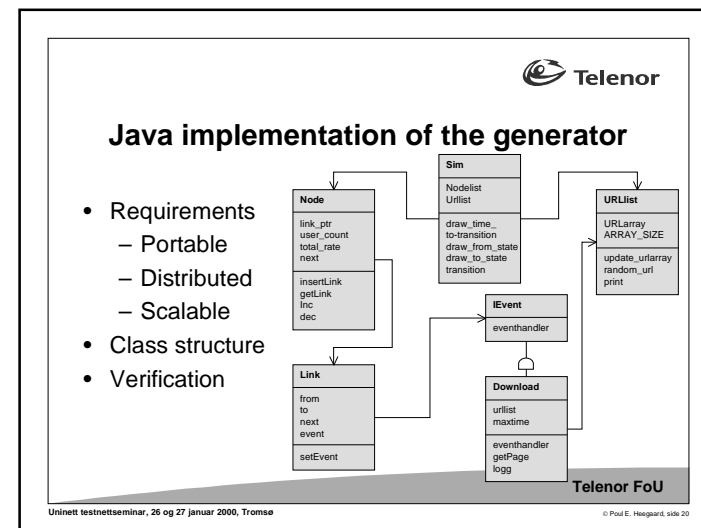 Telenor
Java implementation of the generator
• Requirements
– Portable
– Distributed
– Scalable
• Class structure
• Verification
Node
link_ptr
user_count
total_rate
next
insertLink
getLink
Inc
dec
Sim
Nodelist
Urllist
draw_time_
to-transition
draw_from_state
draw_to_state
transition
URLlist
URLarray
ARRAY_SIZE
update_urlarray
random_url
print
IEvent
eventhandler
Link
from
to
next
event
setEvent
Download
urllist
maxtime
eventhandler
getPage
logg
Telenor FoU
Uninett testnettseminar, 26 og 27 januar 2000, Tromsø
© Poul E. Heegaard, side 20